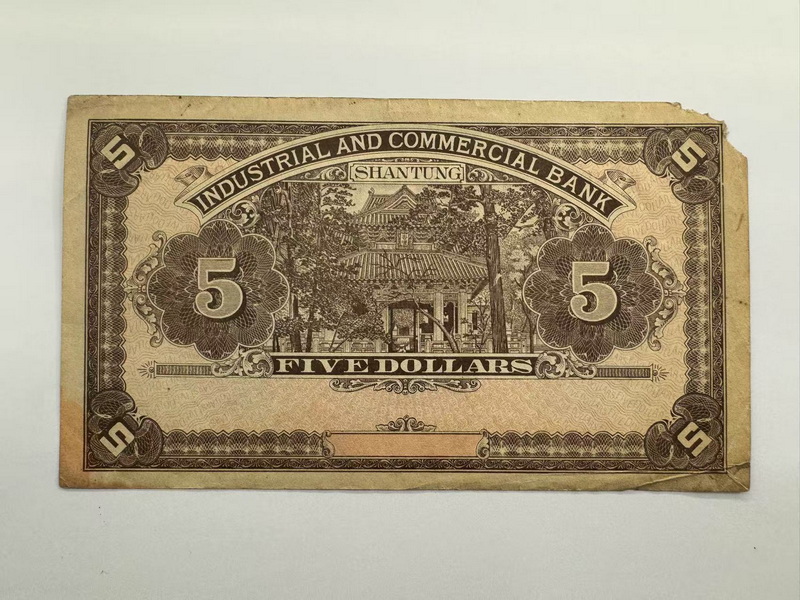 5 5
INDUSTRIAL AND COMMERCIAL BANK
SHANTUNG
5 5
FIVE DOLLARS
5 5